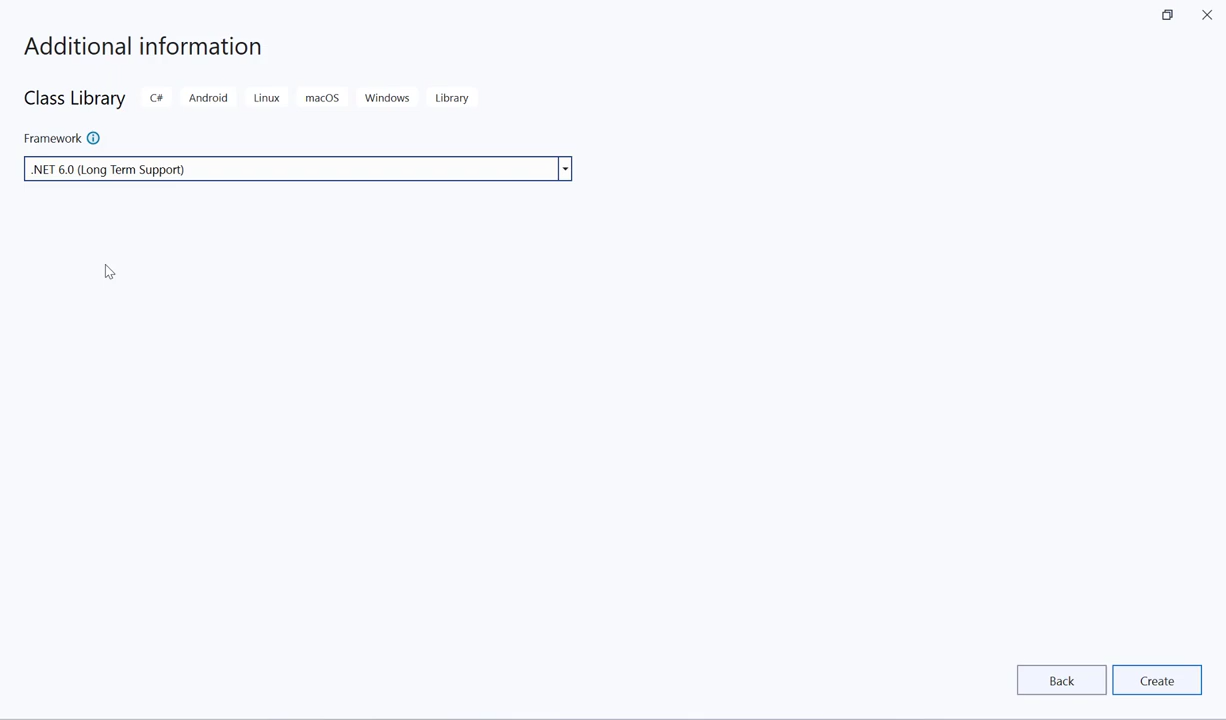 Additional information
Class Library C# Android Linux macOS Windows Library
Framework
.NET 6.0 (Long Term Support)
Back Create